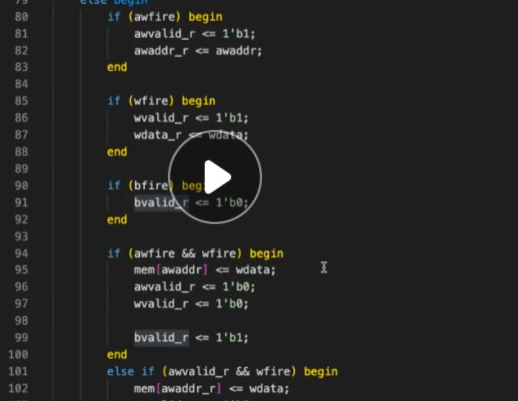 79 else begin
80 if (awfire) begin
81 awvalid_r <= 1'b1;
82 awaddr_r <= awaddr;
83 end
84
85 if (wfire) begin
86 wvalid_r <= 1'b1;
87 wdata_r <= wdata;
88 end
89
90 if (bfire) begin
91 bvalid_r <= 1'b0;
92 end
93
94 if (awfire && wfire) begin
95 mem[awaddr] <= wdata;
96 awvalid_r <= 1'b0;
97 wvalid_r <= 1'b0;
98
99 bvalid_r <= 1'b1;
100 end
101 else if (awvalid_r && wfire) begin
102 mem[awaddr_r] <= wdata;